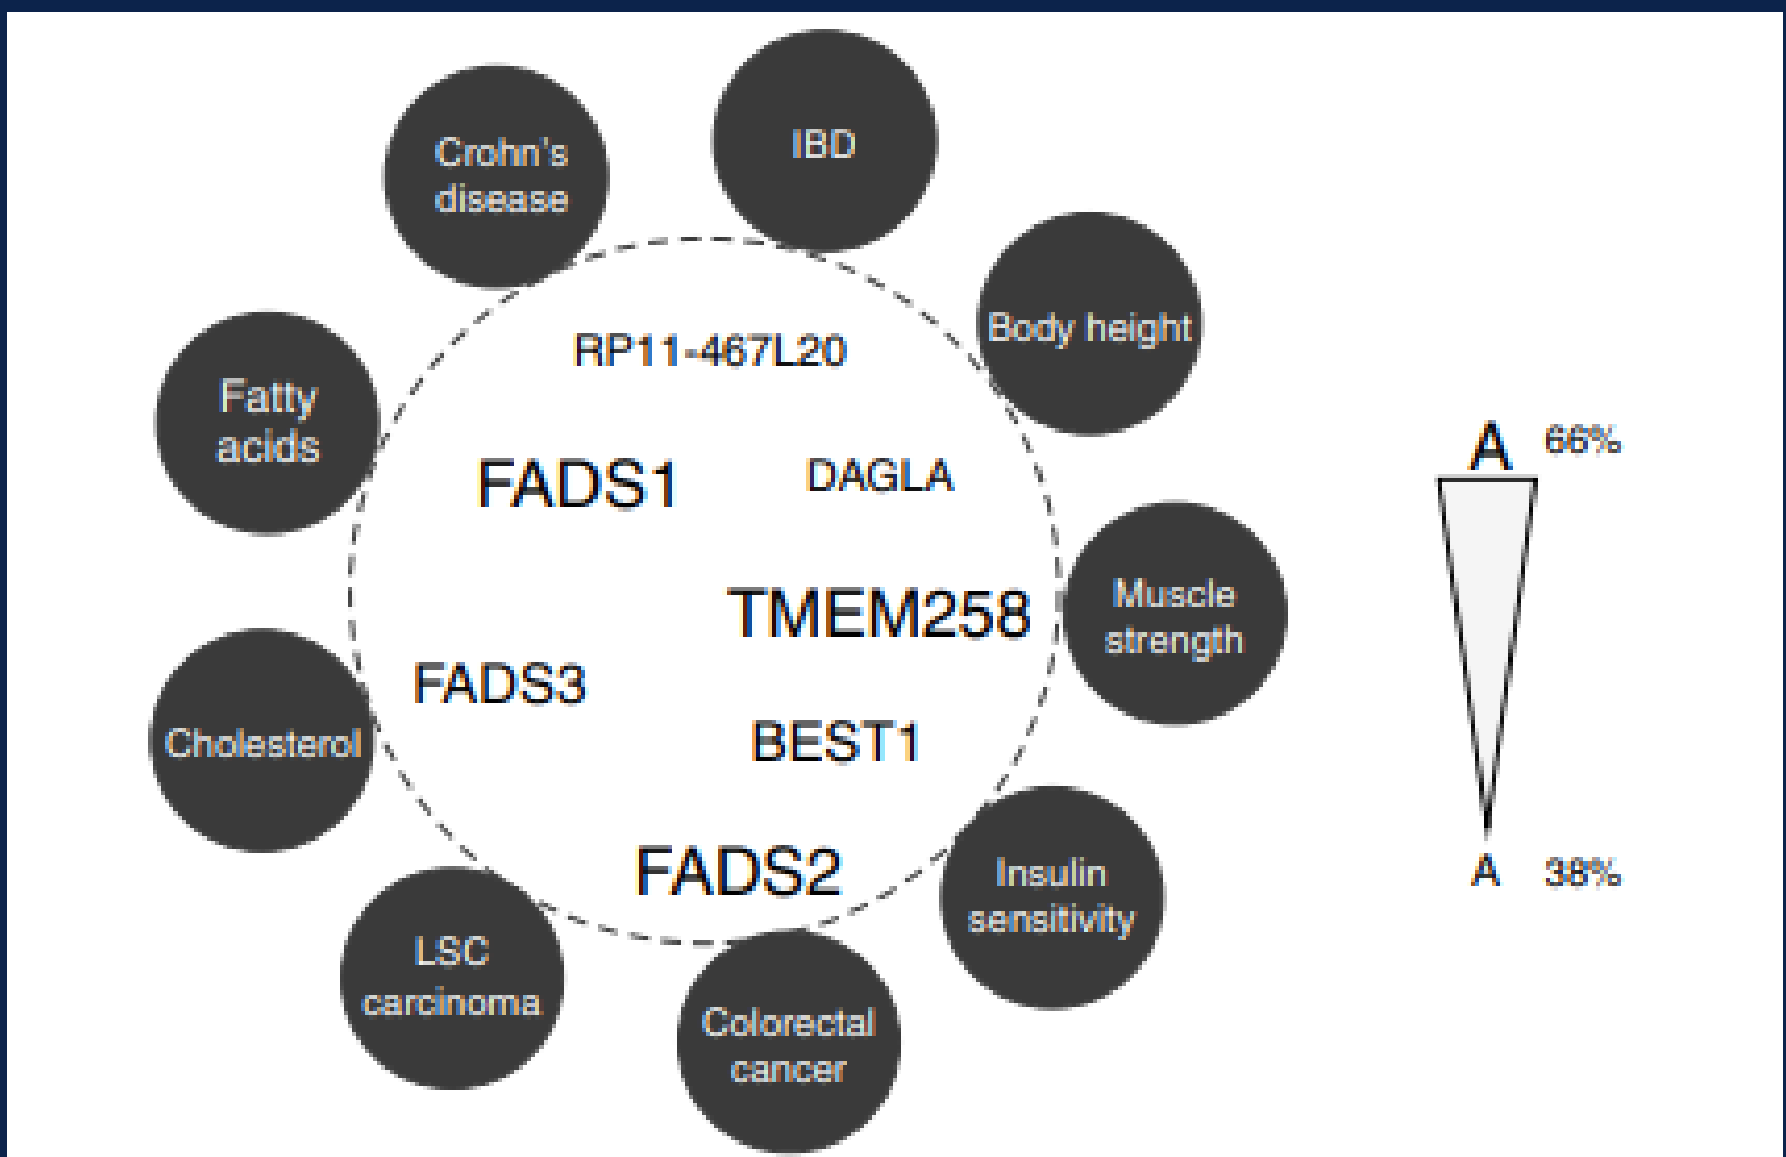 IBD
Crohn's
disease
Body height
RP11-467L20
Fatty
acids
FADS1
DAGLA
A 66%
TMEM258
Muscle
strength
FADS3
Cholesterol
BEST1
FADS2
Insulin
sensitivity
A 38%
LSC
carcinoma
Colorectal
cancer